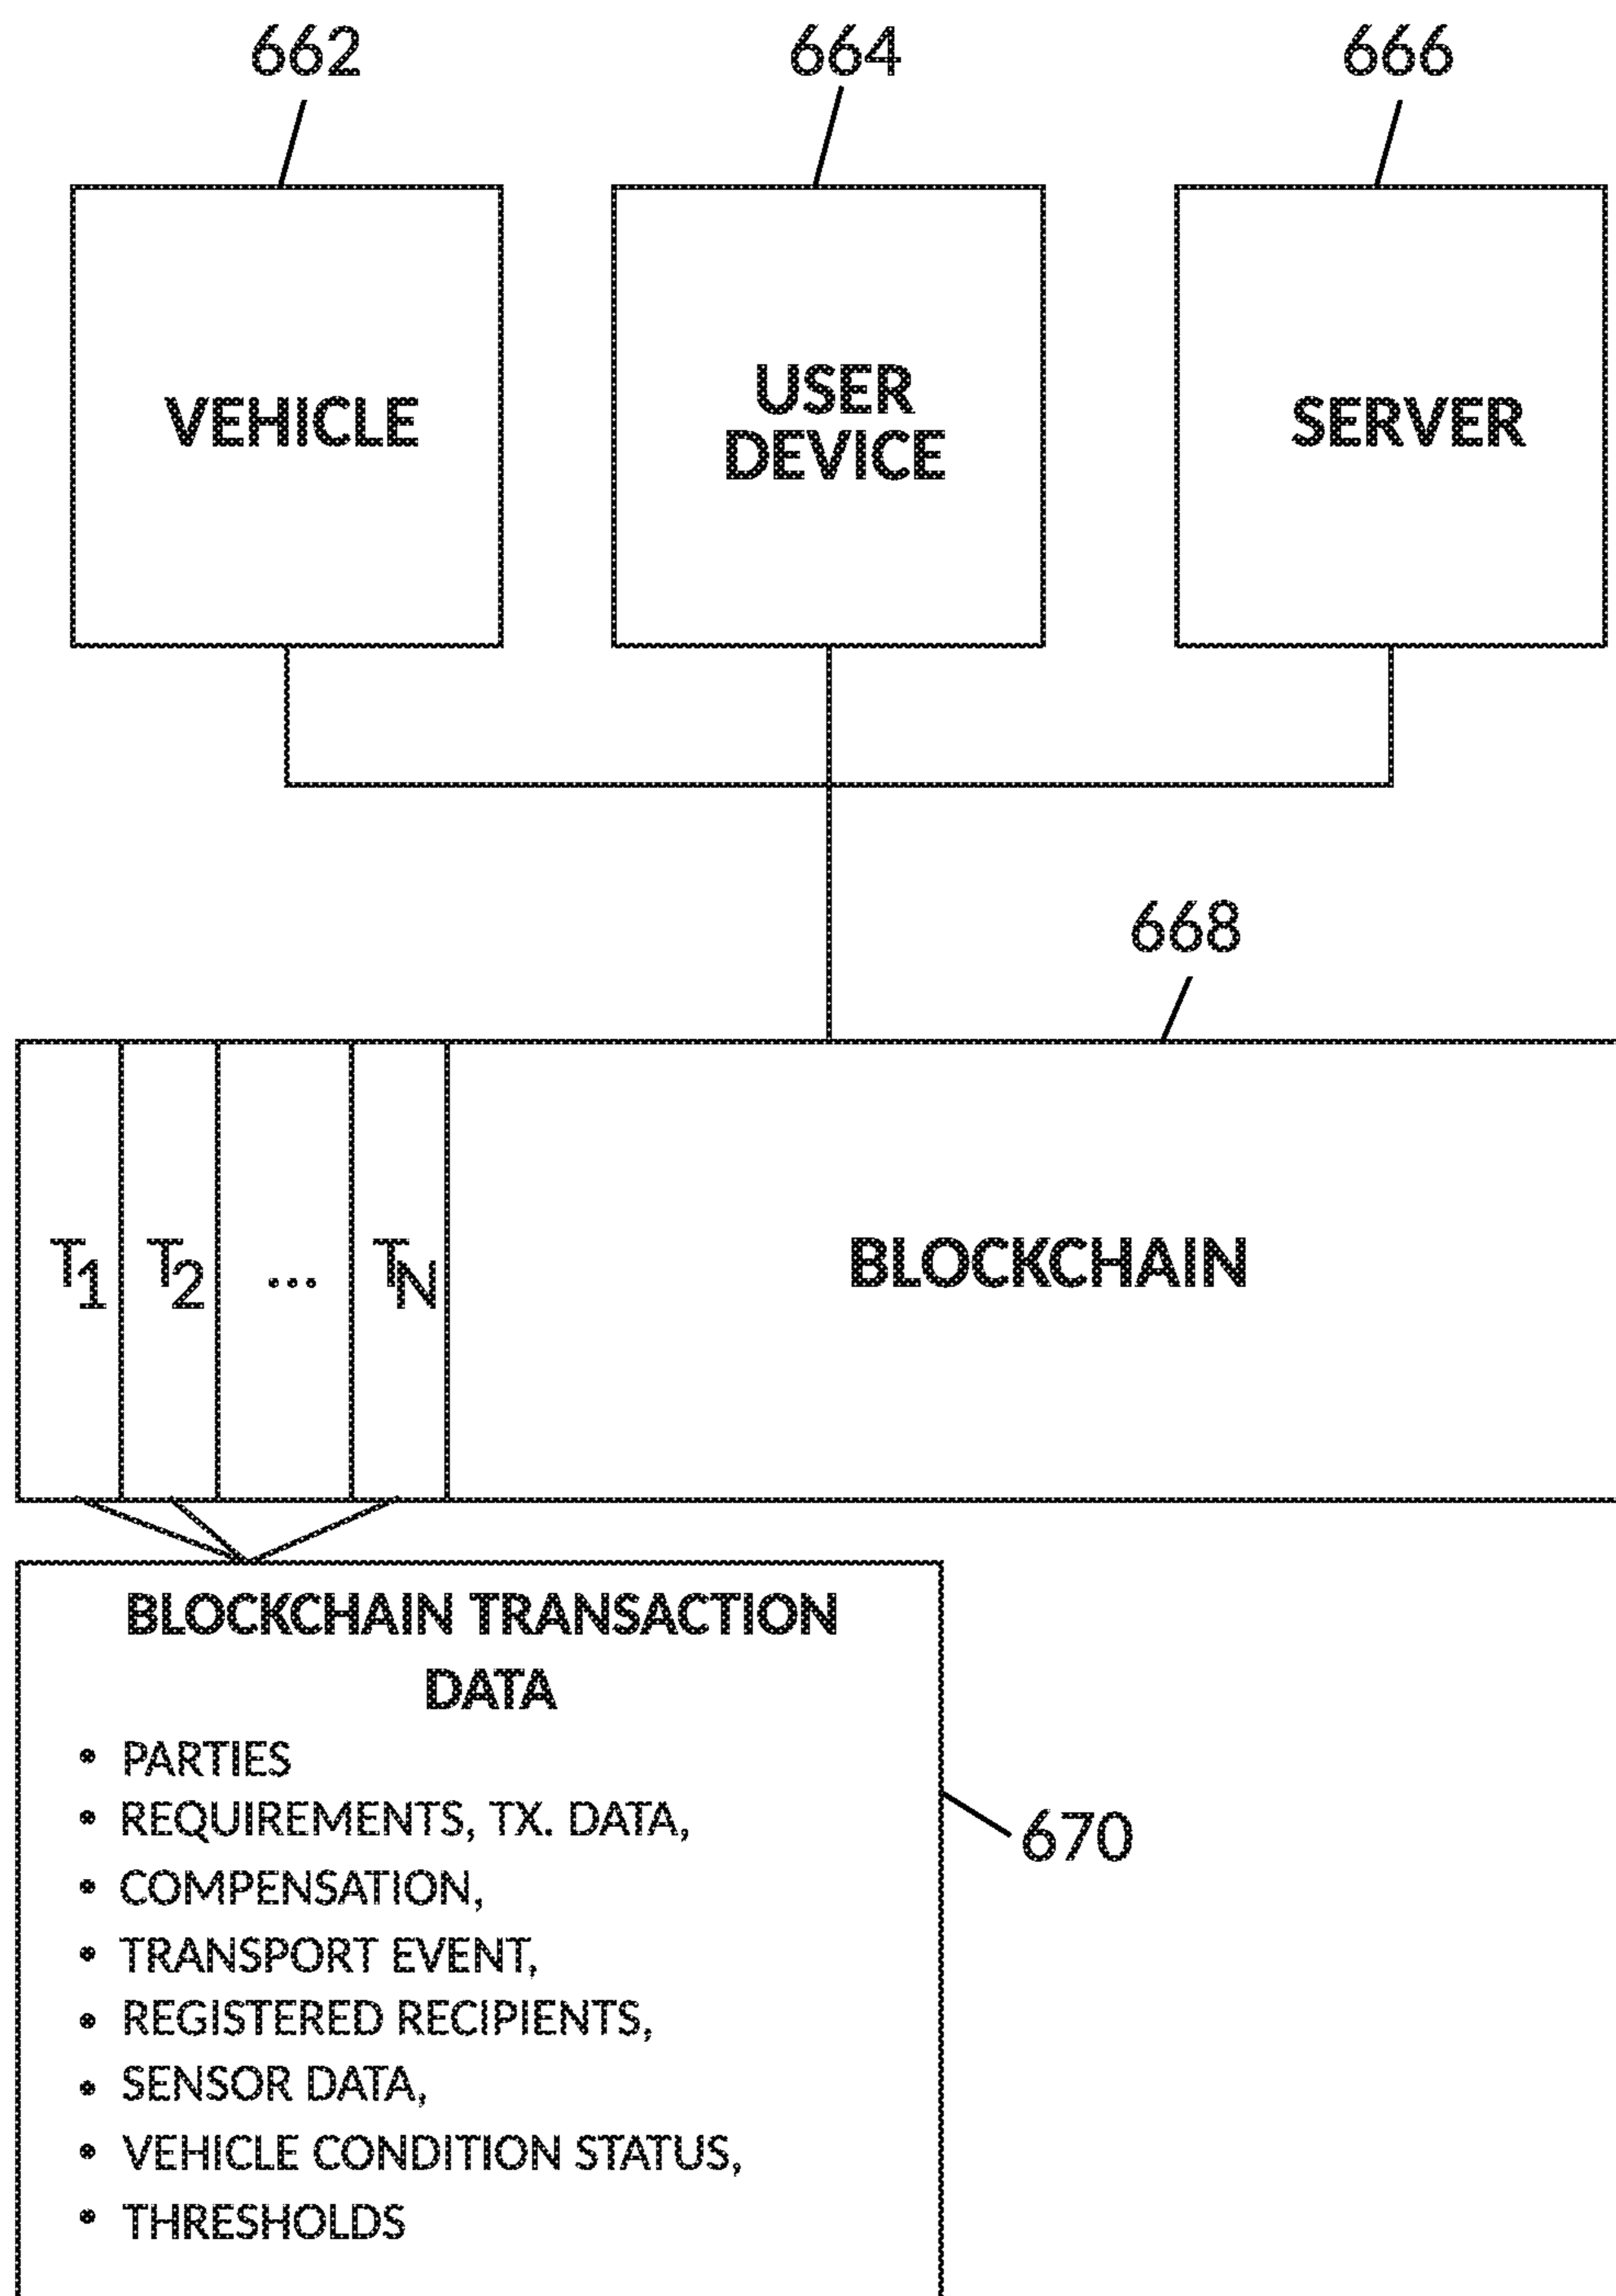 662
664
666
VEHICLE
USER
DEVICE
SERVER
668
T1
T2
...
TN
BLOCKCHAIN
BLOCKCHAIN TRANSACTION
DATA
• PARTIES
• REQUIREMENTS, TX. DATA,
• COMPENSATION,
• TRANSPORT EVENT,
• REGISTERED RECIPIENTS,
• SENSOR DATA,
• VEHICLE CONDITION STATUS,
• THRESHOLDS
670